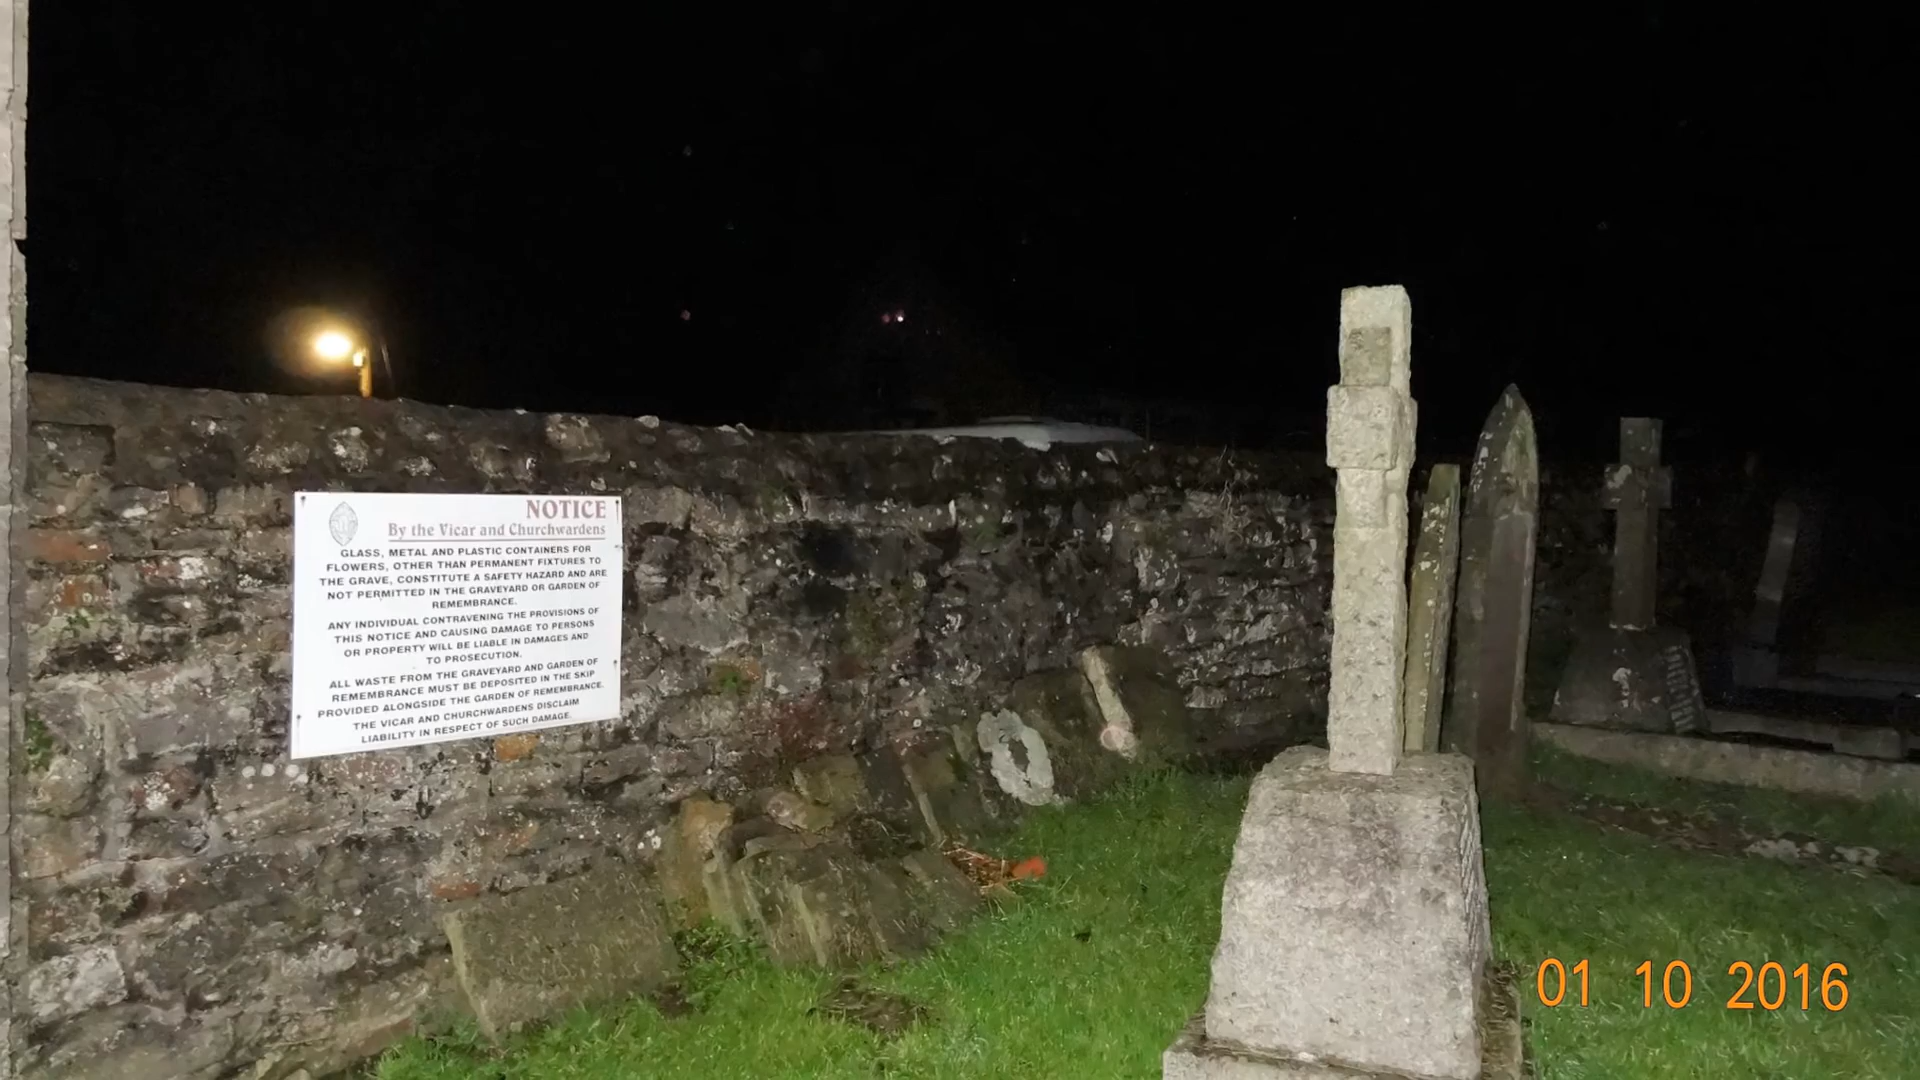 NOTICE
By the Vicar and Churchwardens
GLASS, METAL AND PLASTIC CONTAINERS FOR
FLOWERS, OTHER THAN PERMANENT FIXTURES TO
THE GRAVE, CONSTITUTE A SAFETY HAZARD AND ARE
NOT PERMITTED IN THE GRAVEYARD OR GARDEN OF
REMEMBRANCE.
ANY INDIVIDUAL CONTRAVENING THE PROVISIONS OF
THIS NOTICE AND CAUSING DAMAGE TO PERSONS
OR PROPERTY WILL BE LIABLE IN DAMAGES AND
TO PROSECUTION.
ALL WASTE FROM THE GRAVEYARD AND GARDEN OF
REMEMBRANCE MUST BE DEPOSITED IN THE SKIP
PROVIDED ALONGSIDE THE GARDEN OF REMEMBRANCE.
THE VICAR AND CHURCHWARDENS DISCLAIM
LIABILITY IN RESPECT OF SUCH DAMAGE.
01 10 2016